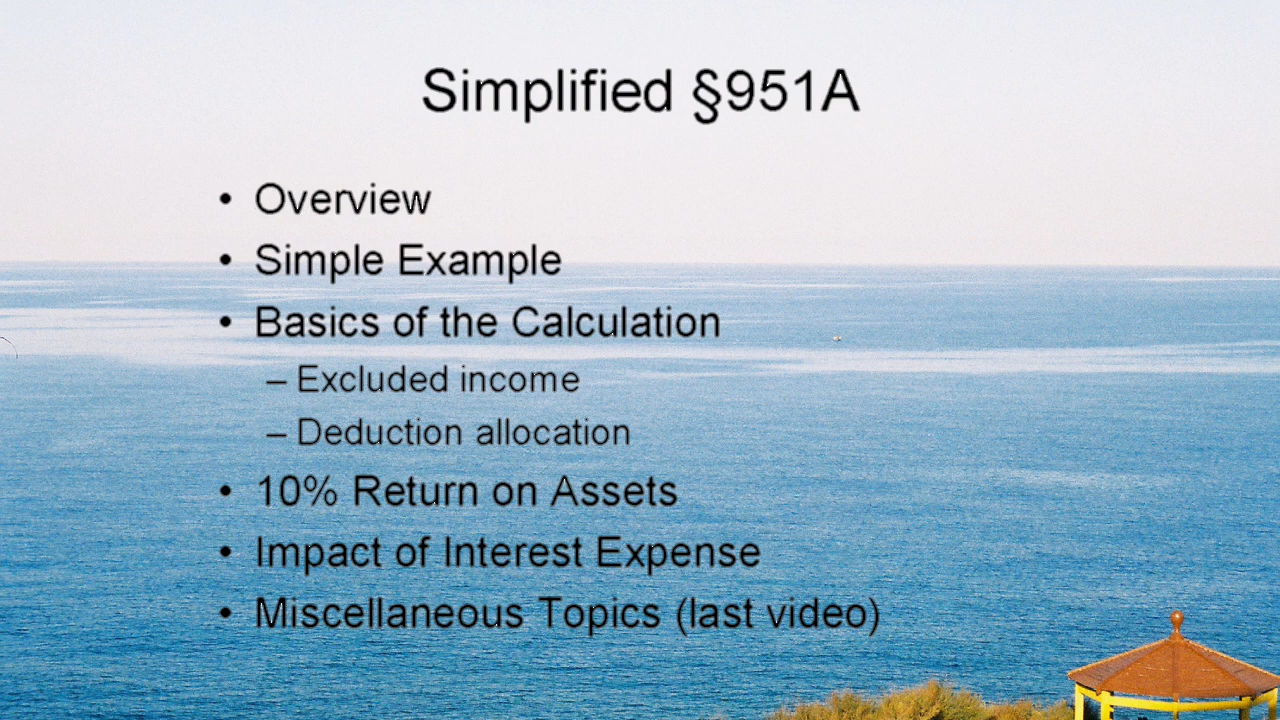 Simplified §951A
• Overview
• Simple Example
• Basics of the Calculation
– Excluded income
– Deduction allocation
• 10% Return on Assets
• Impact of Interest Expense
• Miscellaneous Topics (last video)